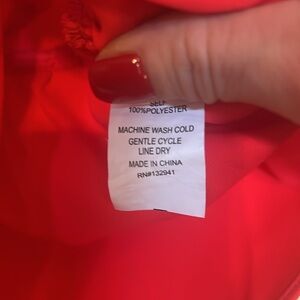 SELF
100%POLYESTER
MACHINE WASH COLD
GENTLE CYCLE
LINE DRY
MADE IN CHINA
RN#132941